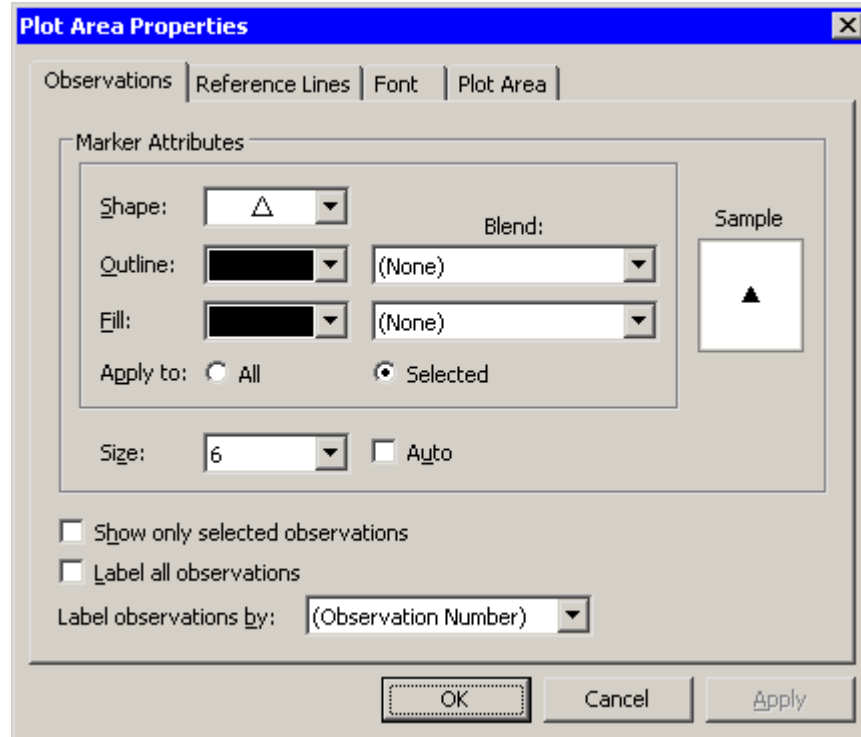 Plot Area Properties
Observations Reference Lines Font Plot Area
Marker Attributes
Shape:
Blend:
Sample
Outline: (None)
Fill: (None)
Apply to: All Selected
Size: 6 Auto
Show only selected observations
Label all observations
Label observations by: (Observation Number)
OK Cancel Apply